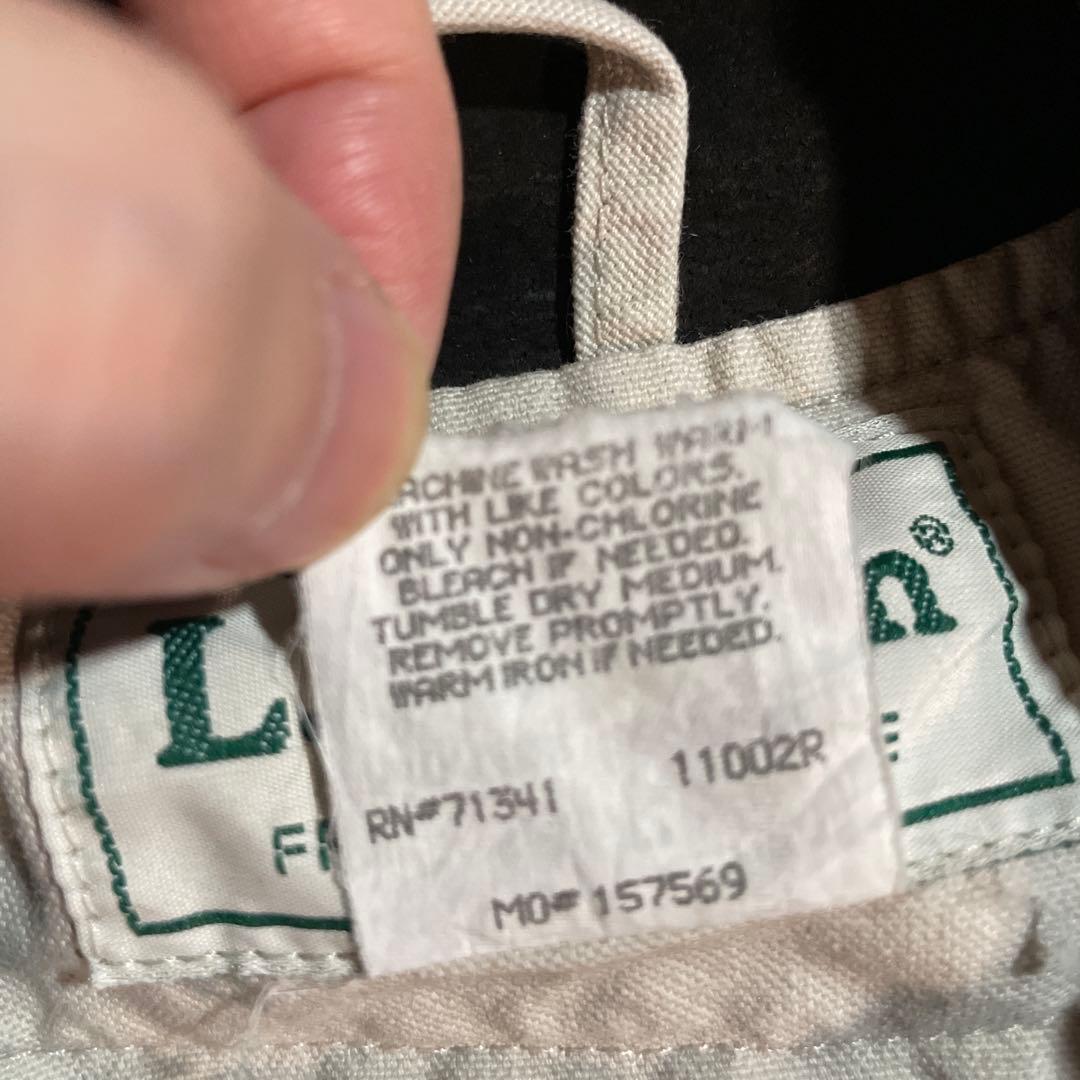 MACHINE WASH WARM
WITH LIKE COLORS.
ONLY NON-CHLORINE
BLEACH IF NEEDED.
TUMBLE DRY MEDIUM.
REMOVE PROMPTLY.
WARM IRON IF NEEDED.
11002R
RN#71341
MO#157569
L
n®